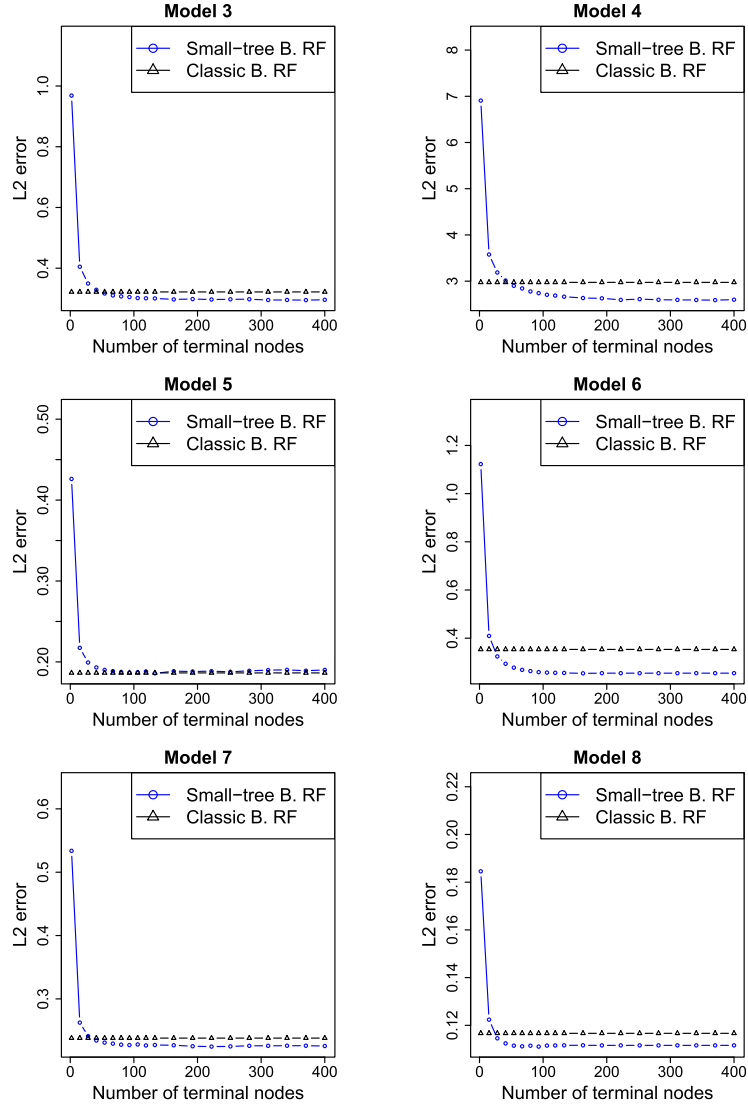 Model 3
Small−tree B. RF
Classic B. RF
L2 error
1.0
0.8
0.6
0.4
0 100 200 300 400
Number of terminal nodes
Model 4
Small−tree B. RF
Classic B. RF
L2 error
8
7
6
5
4
3
0 100 200 300 400
Number of terminal nodes
Model 5
Small−tree B. RF
Classic B. RF
L2 error
0.50
0.40
0.30
0.20
0 100 200 300 400
Number of terminal nodes
Model 6
Small−tree B. RF
Classic B. RF
L2 error
1.2
1.0
0.8
0.6
0.4
0 100 200 300 400
Number of terminal nodes
Model 7
Small−tree B. RF
Classic B. RF
L2 error
0.6
0.5
0.4
0.3
0 100 200 300 400
Number of terminal nodes
Model 8
Small−tree B. RF
Classic B. RF
L2 error
0.22
0.20
0.18
0.16
0.14
0.12
0 100 200 300 400
Number of terminal nodes